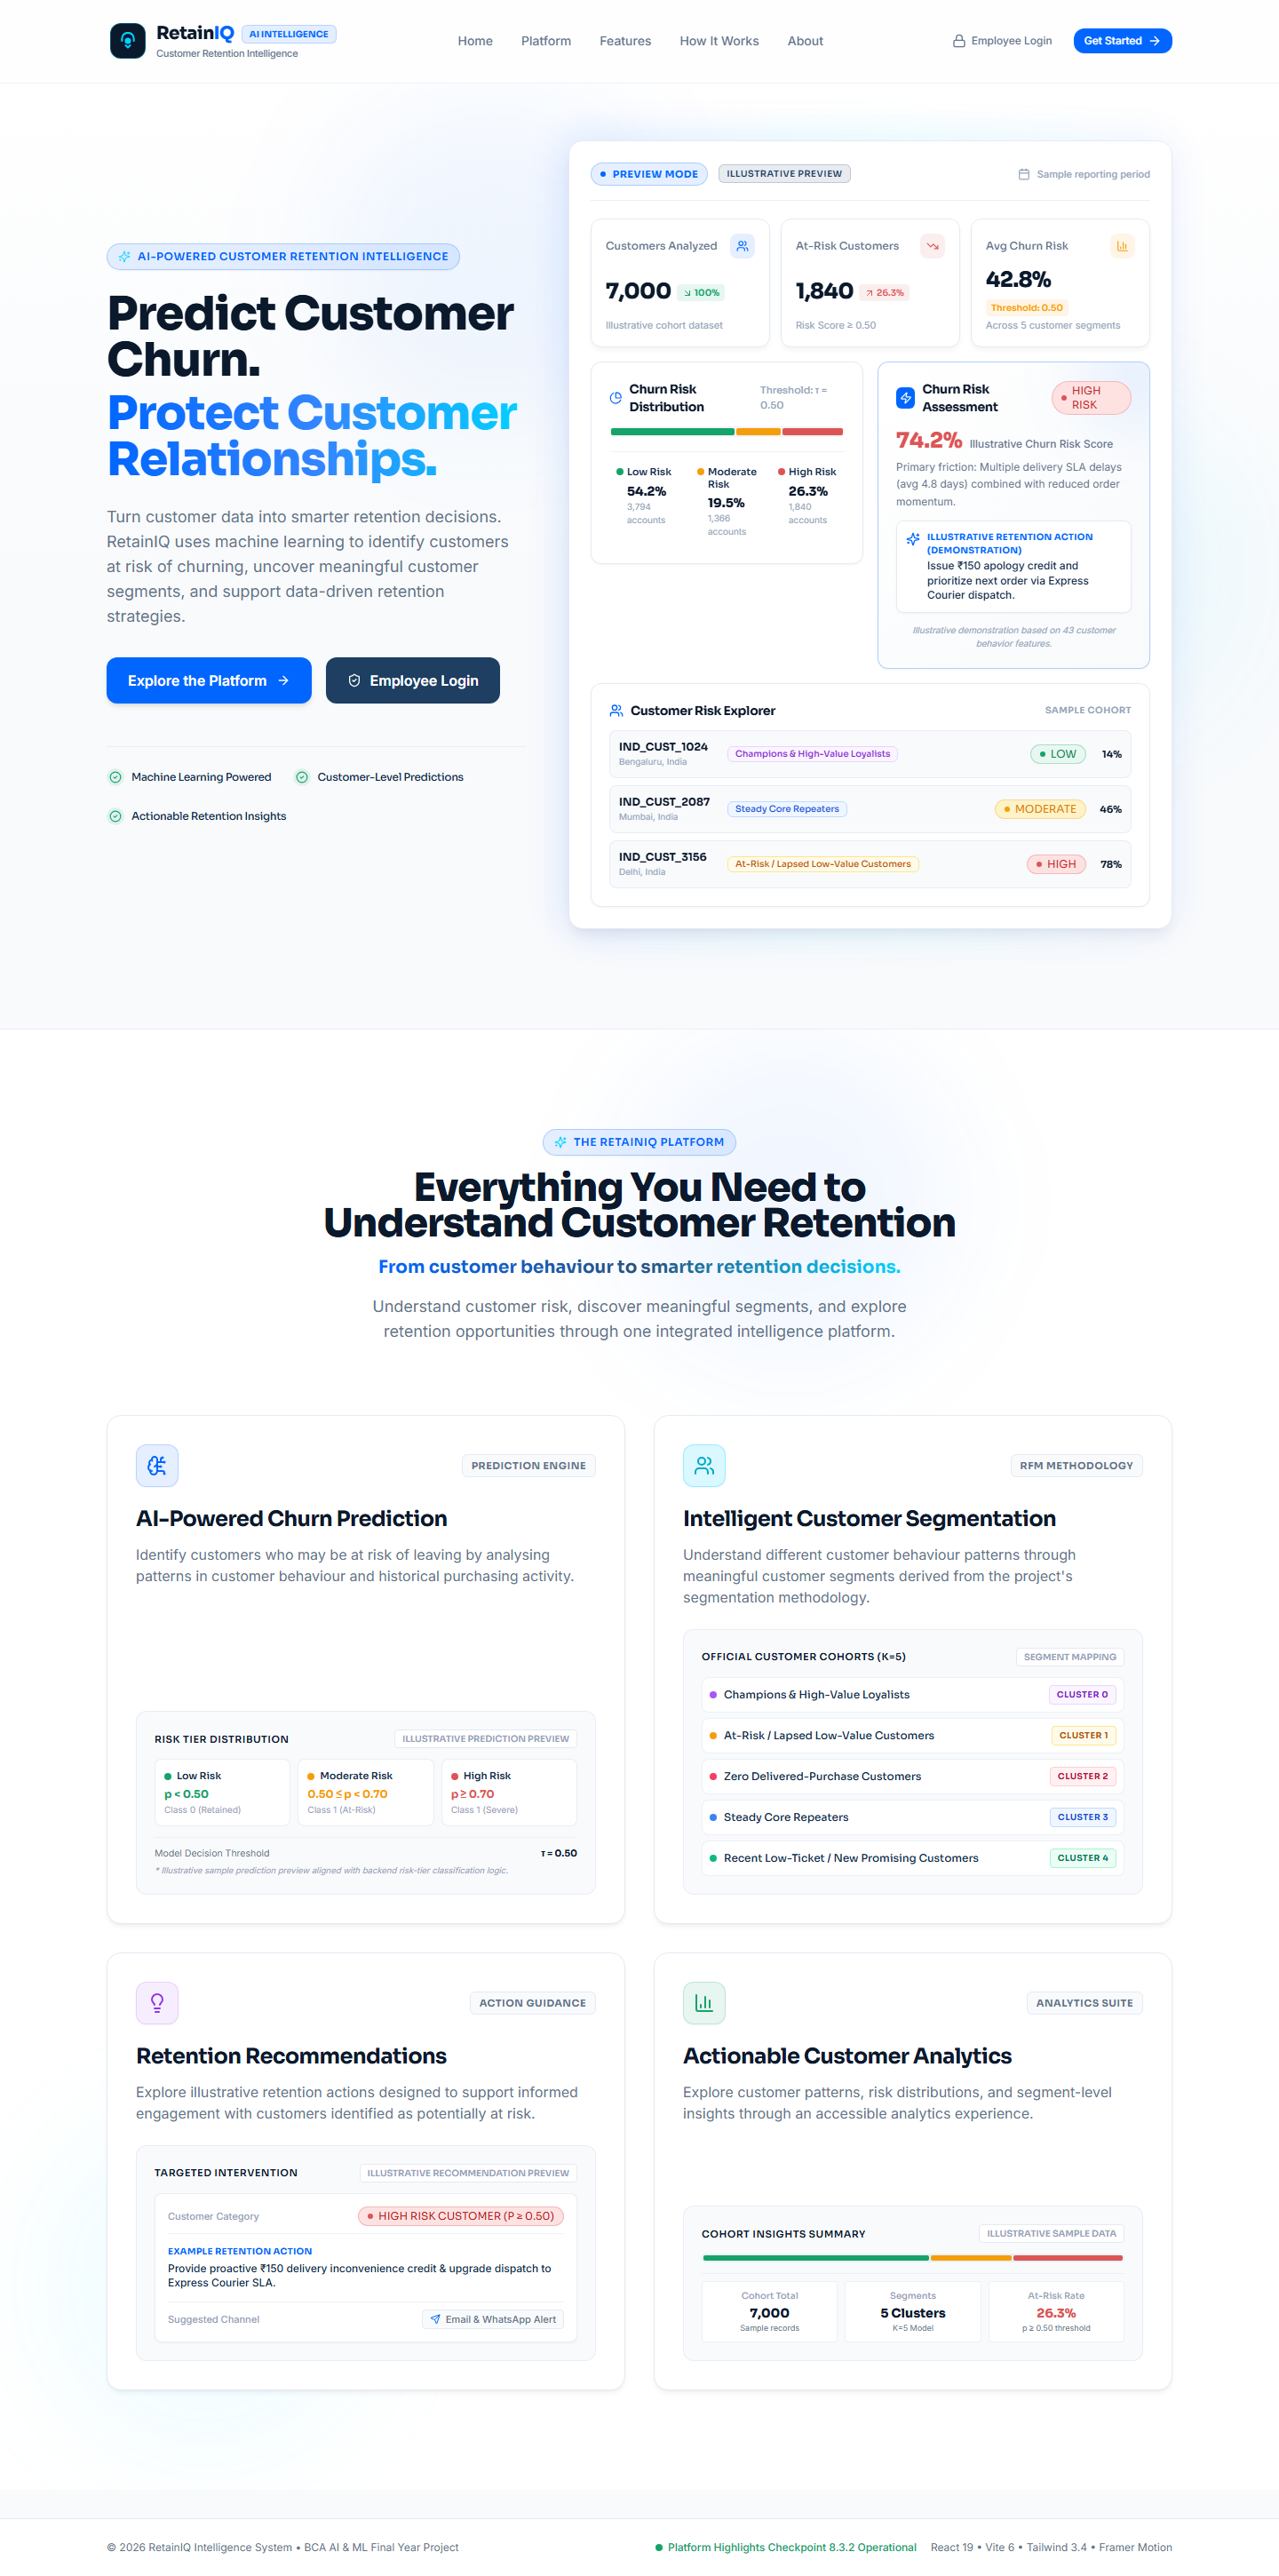 RetainIQ AI INTELLIGENCE
Customer Retention Intelligence
Home Platform Features How It Works About
Employee Login
Get Started
AI-POWERED CUSTOMER RETENTION INTELLIGENCE
Predict Customer
Churn.
Protect Customer
Relationships.
Turn customer data into smarter retention decisions.
RetainIQ uses machine learning to identify customers
at risk of churning, uncover meaningful customer
segments, and support data-driven retention
strategies.
Explore the Platform
Employee Login
Machine Learning Powered
Customer-Level Predictions
Actionable Retention Insights
PREVIEW MODE
ILLUSTRATIVE PREVIEW
Sample reporting period
Customers Analyzed
7,000 100%
Illustrative cohort dataset
At-Risk Customers
1,840 26.3%
Risk Score ≥ 0.50
Avg Churn Risk
42.8%
Threshold: 0.50
Across 5 customer segments
Churn Risk
Distribution
Threshold: τ =
0.50
Low Risk
54.2%
3,794
accounts
Moderate
Risk
19.5%
1,366
accounts
High Risk
26.3%
1,840
accounts
Churn Risk
Assessment
HIGH
RISK
74.2% Illustrative Churn Risk Score
Primary friction: Multiple delivery SLA delays
(avg 4.8 days) combined with reduced order
momentum.
ILLUSTRATIVE RETENTION ACTION
(DEMONSTRATION)
Issue ₹150 apology credit and
prioritize next order via Express
Courier dispatch.
Illustrative demonstration based on 43 customer
behavior features.
Customer Risk Explorer
SAMPLE COHORT
IND_CUST_1024
Bengaluru, India
Champions & High-Value Loyalists
LOW
14%
IND_CUST_2087
Mumbai, India
Steady Core Repeaters
MODERATE
46%
IND_CUST_3156
Delhi, India
At-Risk / Lapsed Low-Value Customers
HIGH
78%
THE RETAINIQ PLATFORM
Everything You Need to
Understand Customer Retention
From customer behaviour to smarter retention decisions.
Understand customer risk, discover meaningful segments, and explore
retention opportunities through one integrated intelligence platform.
PREDICTION ENGINE
AI-Powered Churn Prediction
Identify customers who may be at risk of leaving by analysing
patterns in customer behaviour and historical purchasing activity.
RISK TIER DISTRIBUTION
ILLUSTRATIVE PREDICTION PREVIEW
Low Risk
p < 0.50
Class 0 (Retained)
Moderate Risk
0.50 ≤ p < 0.70
Class 1 (At-Risk)
High Risk
p ≥ 0.70
Class 1 (Severe)
Model Decision Threshold
τ = 0.50
* Illustrative sample prediction preview aligned with backend risk-tier classification logic.
RFM METHODOLOGY
Intelligent Customer Segmentation
Understand different customer behaviour patterns through
meaningful customer segments derived from the project's
segmentation methodology.
OFFICIAL CUSTOMER COHORTS (K=5)
SEGMENT MAPPING
Champions & High-Value Loyalists
CLUSTER 0
At-Risk / Lapsed Low-Value Customers
CLUSTER 1
Zero Delivered-Purchase Customers
CLUSTER 2
Steady Core Repeaters
CLUSTER 3
Recent Low-Ticket / New Promising Customers
CLUSTER 4
ACTION GUIDANCE
Retention Recommendations
Explore illustrative retention actions designed to support informed
engagement with customers identified as potentially at risk.
TARGETED INTERVENTION
ILLUSTRATIVE RECOMMENDATION PREVIEW
Customer Category
HIGH RISK CUSTOMER (P ≥ 0.50)
EXAMPLE RETENTION ACTION
Provide proactive ₹150 delivery inconvenience credit & upgrade dispatch to
Express Courier SLA.
Suggested Channel
Email & WhatsApp Alert
ANALYTICS SUITE
Actionable Customer Analytics
Explore customer patterns, risk distributions, and segment-level
insights through an accessible analytics experience.
COHORT INSIGHTS SUMMARY
ILLUSTRATIVE SAMPLE DATA
Cohort Total
7,000
Sample records
Segments
5 Clusters
K=5 Model
At-Risk Rate
26.3%
p ≥ 0.50 threshold
© 2026 RetainIQ Intelligence System • BCA AI & ML Final Year Project
Platform Highlights Checkpoint 8.3.2 Operational
React 19 • Vite 6 • Tailwind 3.4 • Framer Motion